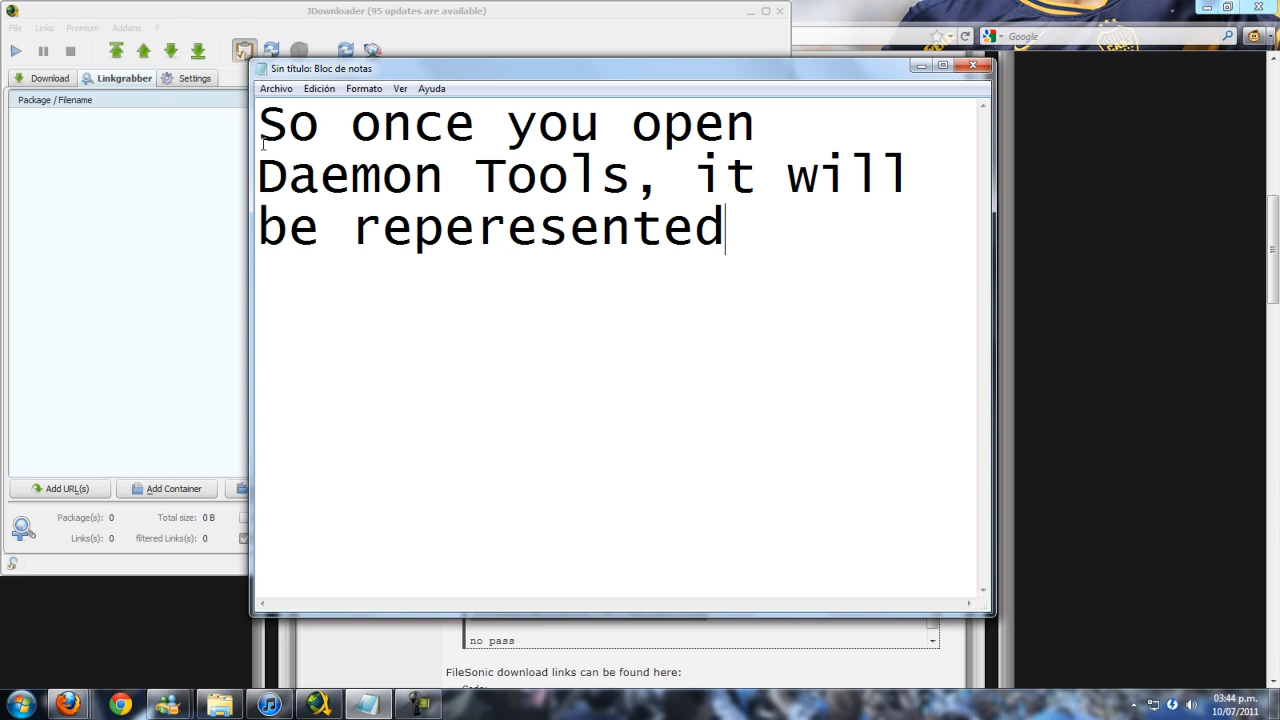 JDownloader (95 updates are available)
File Links Premium Addons ?
Google
Download Linkgrabber Settings
Package / Filename
Sin título: Bloc de notas
Archivo Edición Formato Ver Ayuda
So once you open
Daemon Tools, it will
be reperesented
Add URL(s) Add Container
Package(s): 0 Total size: 0 B
Links(s): 0 filtered Links(s): 0
no pass
FileSonic download links can be found here:
03:44 p.m.
10/07/2011